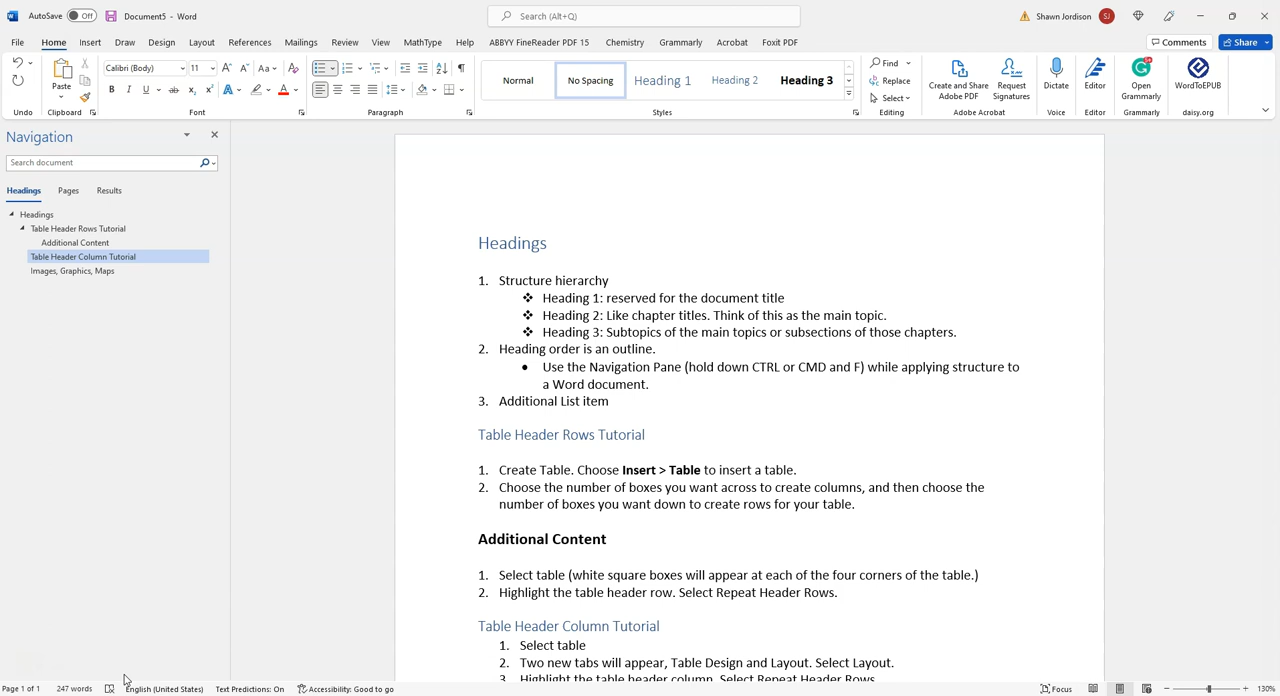 AutoSave Off Document5 - Word Search (Alt+Q) Shawn Jordison SJ
File Home Insert Draw Design Layout References Mailings Review View MathType Help ABBYY FineReader PDF 15 Chemistry Grammarly Acrobat Foxit PDF Comments Share
Calibri (Body) 11 Aa Find
Paste Normal No Spacing Heading 1 Heading 2 Heading 3 Replace Create and Share Adobe PDF Request Signatures Dictate Editor Open Grammarly WordToEPUB
Select
Undo Clipboard Font Paragraph Styles Editing Adobe Acrobat Voice Editor Grammarly daisy.org
Navigation
Search document
Headings Pages Results
Headings
Table Header Rows Tutorial
Additional Content
Table Header Column Tutorial
Images, Graphics, Maps
Headings
1. Structure hierarchy
❖ Heading 1: reserved for the document title
❖ Heading 2: Like chapter titles. Think of this as the main topic.
❖ Heading 3: Subtopics of the main topics or subsections of those chapters.
2. Heading order is an outline.
• Use the Navigation Pane (hold down CTRL or CMD and F) while applying structure to
a Word document.
3. Additional List item
Table Header Rows Tutorial
1. Create Table. Choose Insert > Table to insert a table.
2. Choose the number of boxes you want across to create columns, and then choose the
number of boxes you want down to create rows for your table.
Additional Content
1. Select table (white square boxes will appear at each of the four corners of the table.)
2. Highlight the table header row. Select Repeat Header Rows.
Table Header Column Tutorial
1. Select table
2. Two new tabs will appear, Table Design and Layout. Select Layout.
3. Highlight the table header column. Select Repeat Header Rows
Page 1 of 1 247 words English (United States) Text Predictions: On Accessibility: Good to go Focus 130%